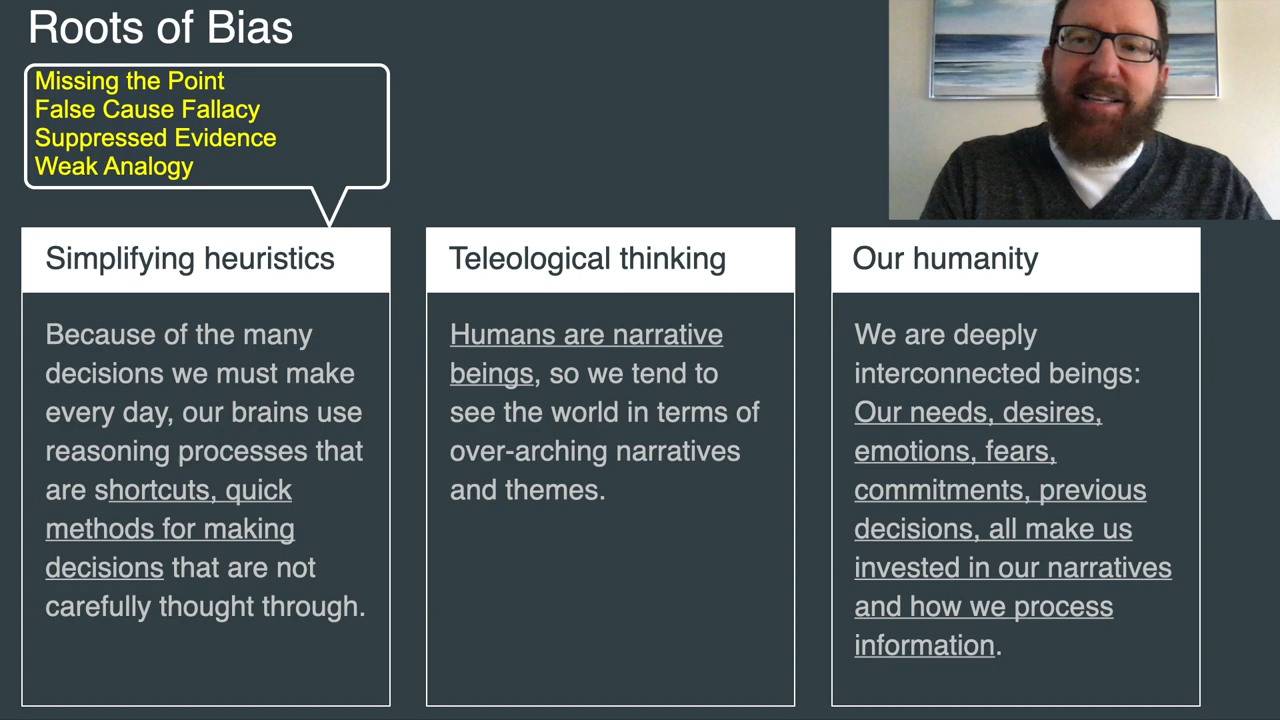 Roots of Bias
Missing the Point
False Cause Fallacy
Suppressed Evidence
Weak Analogy
Simplifying heuristics
Because of the many
decisions we must make
every day, our brains use
reasoning processes that
are shortcuts, quick
methods for making
decisions that are not
carefully thought through.
Teleological thinking
Humans are narrative
beings, so we tend to
see the world in terms of
over-arching narratives
and themes.
Our humanity
We are deeply
interconnected beings:
Our needs, desires,
emotions, fears,
commitments, previous
decisions, all make us
invested in our narratives
and how we process
information.